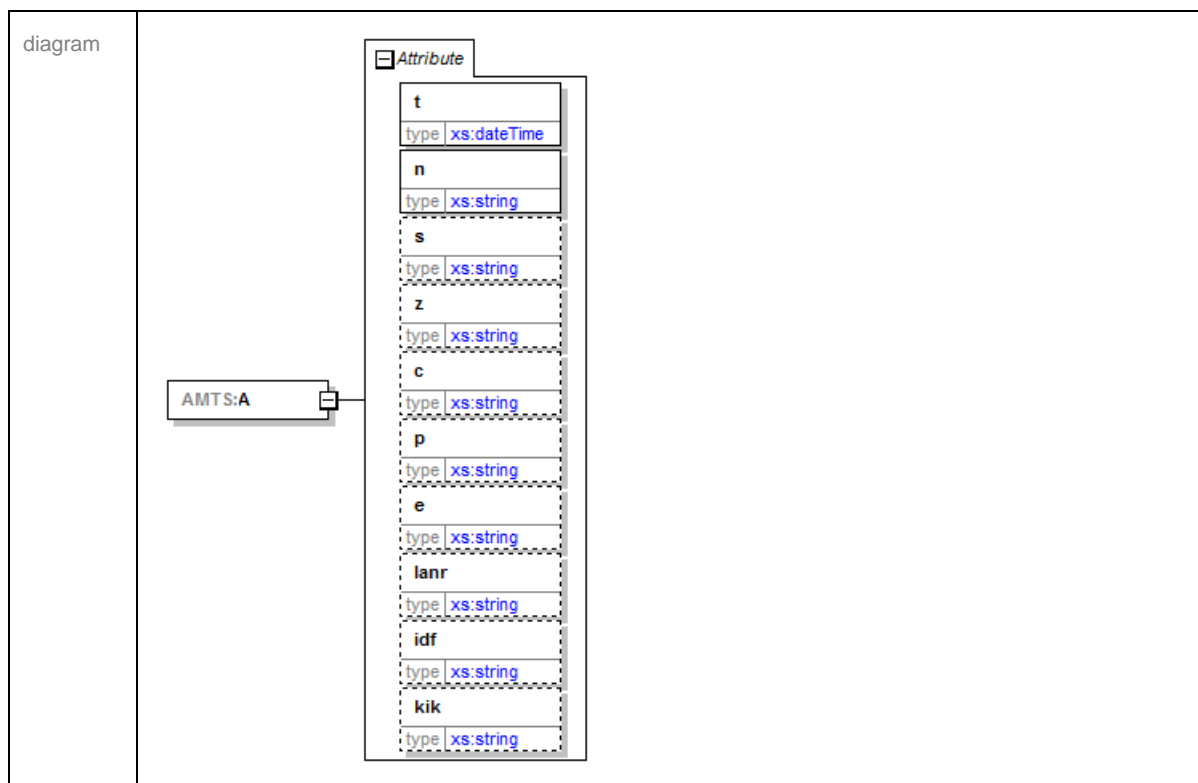 diagram
Attribute
t
type xs:dateTime
n
type xs:string
s
type xs:string
z
type xs:string
c
type xs:string
AMTS:A
p
type xs:string
e
type xs:string
lanr
type xs:string
idf
type xs:string
kik
type xs:string